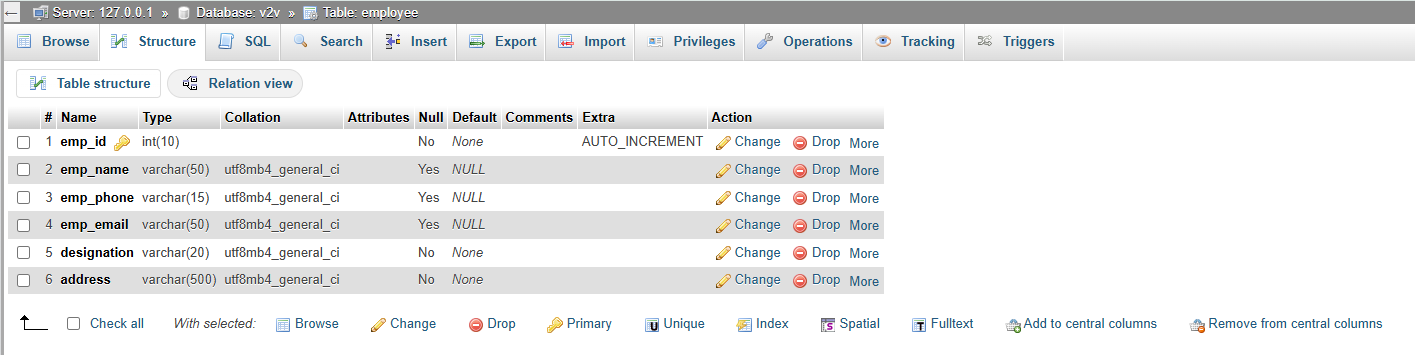 ← Server: 127.0.0.1 » Database: v2v » Table: employee
Browse Structure SQL Search Insert Export Import Privileges Operations Tracking Triggers
Table structure Relation view
# Name Type Collation Attributes Null Default Comments Extra Action
1 emp_id int(10) No None AUTO_INCREMENT Change Drop More
2 emp_name varchar(50) utf8mb4_general_ci Yes NULL Change Drop More
3 emp_phone varchar(15) utf8mb4_general_ci Yes NULL Change Drop More
4 emp_email varchar(50) utf8mb4_general_ci Yes NULL Change Drop More
5 designation varchar(20) utf8mb4_general_ci No None Change Drop More
6 address varchar(500) utf8mb4_general_ci No None Change Drop More
Check all With selected: Browse Change Drop Primary Unique Index Spatial Fulltext Add to central columns Remove from central columns